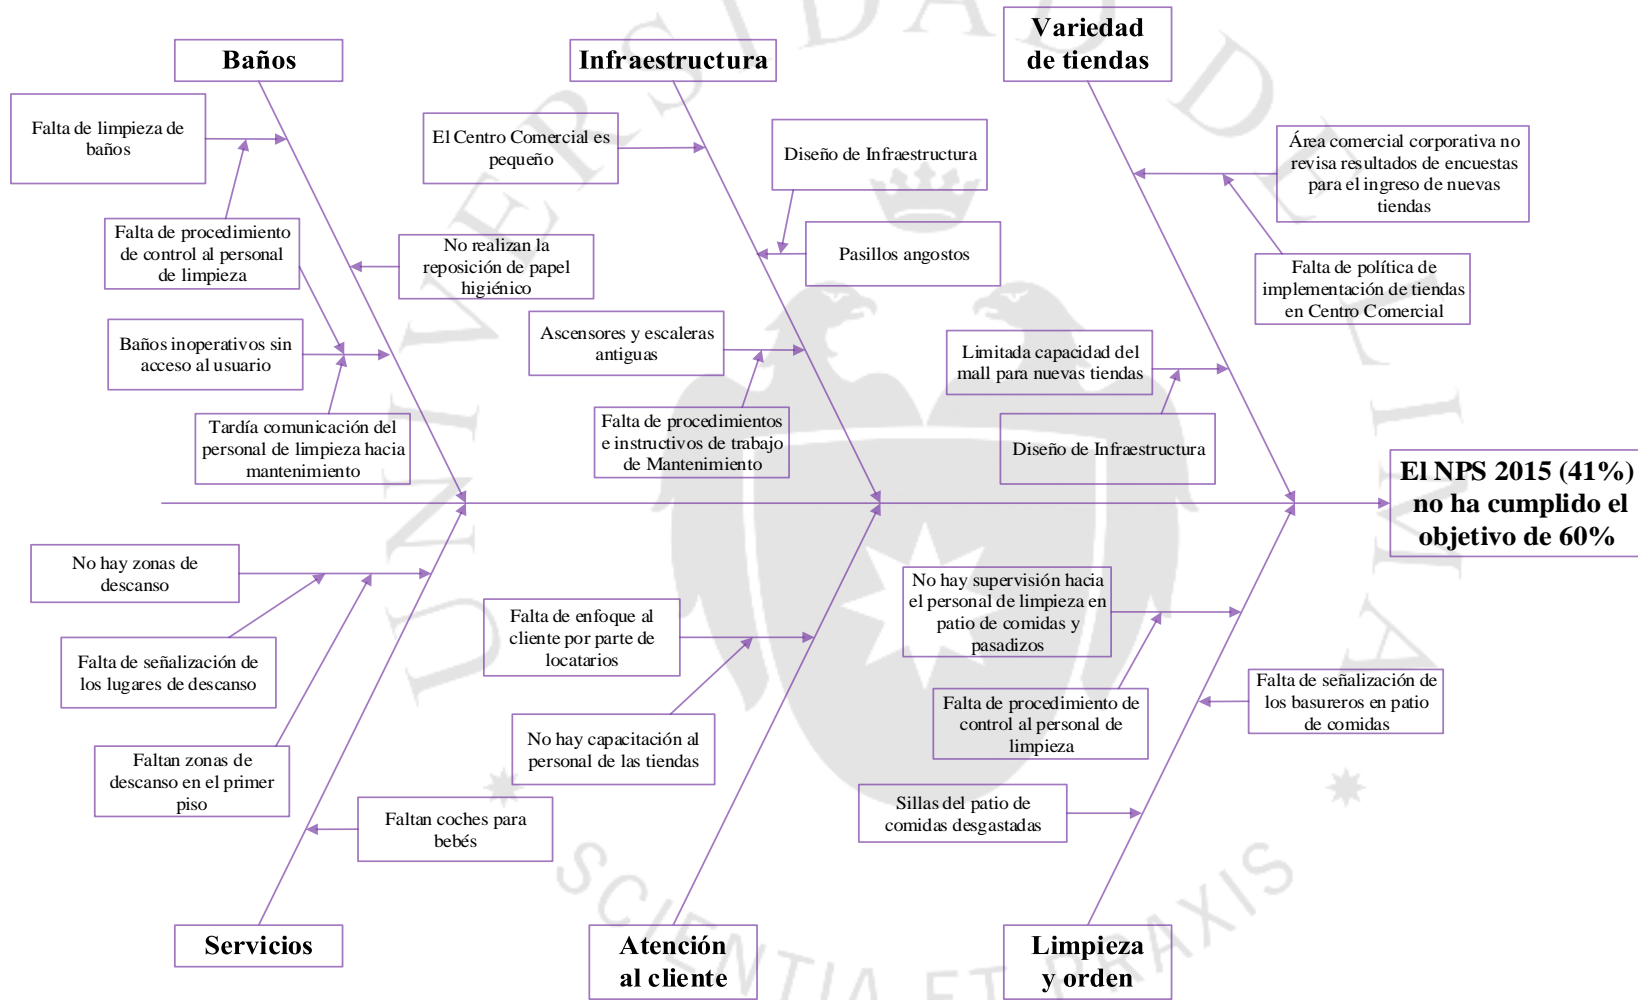 Baños
Infraestructura
Variedad
de tiendas
Falta de limpieza de
baños
El Centro Comercial es
pequeño
Diseño de Infraestructura
Área comercial corporativa no
revisa resultados de encuestas
para el ingreso de nuevas
tiendas
Falta de procedimiento
de control al personal
de limpieza
No realizan la
reposición de papel
higiénico
Pasillos angostos
Falta de política de
implementación de tiendas
en Centro Comercial
Baños inoperativos sin
acceso al usuario
Ascensores y escaleras
antiguas
Limitada capacidad del
mall para nuevas tiendas
Tardía comunicación del
personal de limpieza hacia
mantenimiento
Falta de procedimientos
e instructivos de trabajo
de Mantenimiento
Diseño de Infraestructura
El NPS 2015 (41%)
no ha cumplido el
objetivo de 60%
No hay zonas de
descanso
Falta de enfoque al
cliente por parte de
locatarios
No hay supervisión hacia
el personal de limpieza en
patio de comidas y
pasadizos
Falta de señalización de
los lugares de descanso
Falta de procedimiento de
control al personal de
limpieza
Falta de señalización de
los basureros en patio
de comidas
Faltan zonas de
descanso en el primer
piso
No hay capacitación al
personal de las tiendas
Faltan coches para
bebés
Sillas del patio de
comidas desgastadas
Servicios
Atención
al cliente
Limpieza
y orden
UNIVERSIDAD DE LIMA
SCIENTIA ET PRAXIS